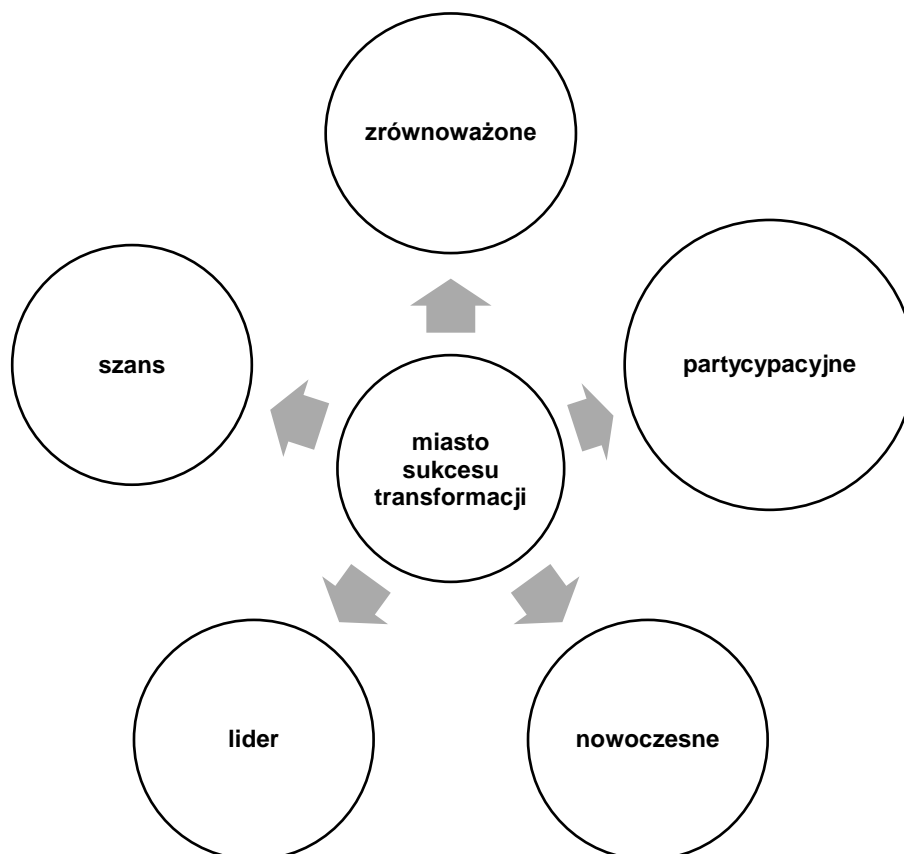 zrównoważone
szans
partycypacyjne
miasto
sukcesu
transformacji
lider
nowoczesne